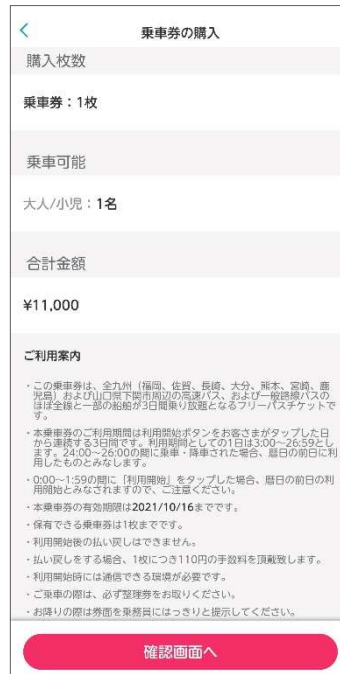 乗車券の購入
購入枚数
乗車券：1枚
乗車可能
大人/小児：1名
合計金額
¥11,000
ご利用案内
・この乗車券は、全九州（福岡、佐賀、長崎、大分、熊本、宮崎、鹿
児島）および山口県下関市周辺の高速バス、および一般路線バスの
ほぼ全線と一部の船舶が3日間乗り放題となるフリーパスチケットで
す。
・本乗車券のご利用期間は利用開始ボタンをお客さまがタップした日
から連続する3日間です。利用期間としての1日は3:00～26:59とし
ます。24:00～26:00の間に乗車・降車された場合、暦日の前日に利
用したものとみなします。
・0:00～1:59の間に「利用開始」をタップした場合、暦日の前日の利
用開始とみなされますので、ご注意ください。
・本乗車券の有効期限は2021/10/16までです。
・保有できる乗車券は1枚までです。
・利用開始後の払い戻しはできません。
・払い戻しをする場合、1枚につき110円の手数料を頂戴致します。
・利用開始時には通信できる環境が必要です。
・ご乗車の際は、必ず整理券をお取りください。
・お降りの際は券面を乗務員にはっきりと提示してください。
確認画面へ